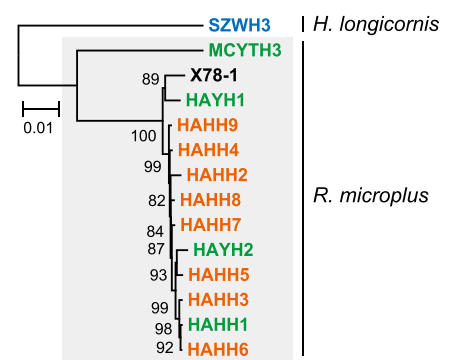 SZWH3
H. longicornis
MCYTH3
89
X78-1
HAYH1
0.01
100
HAHH9
HAHH4
99
HAHH2
R. microplus
82
HAHH8
HAHH7
84
87
HAYH2
93
HAHH5
HAHH3
99
HAHH1
98
92
HAHH6